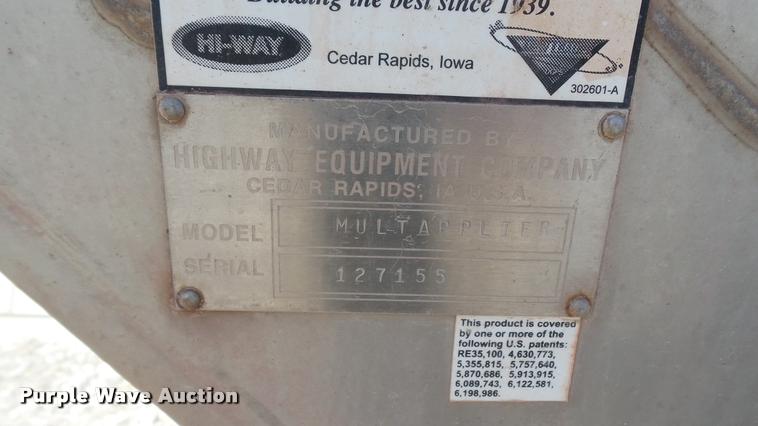 Building the best since 1939.
HI-WAY
Cedar Rapids, Iowa
302601-A
MANUFACTURED BY
HIGHWAY EQUIPMENT COMPANY
CEDAR RAPIDS, IA U.S.A.
MODEL MULTAPPLIER
SERIAL 127155
This product is covered
by one or more of the
following U.S. patents:
RE35,100, 4,630,773,
5,355,815, 5,757,640,
5,870,686, 5,913,915,
6,089,743, 6,122,581,
6,198,986.
Purple Wave Auction